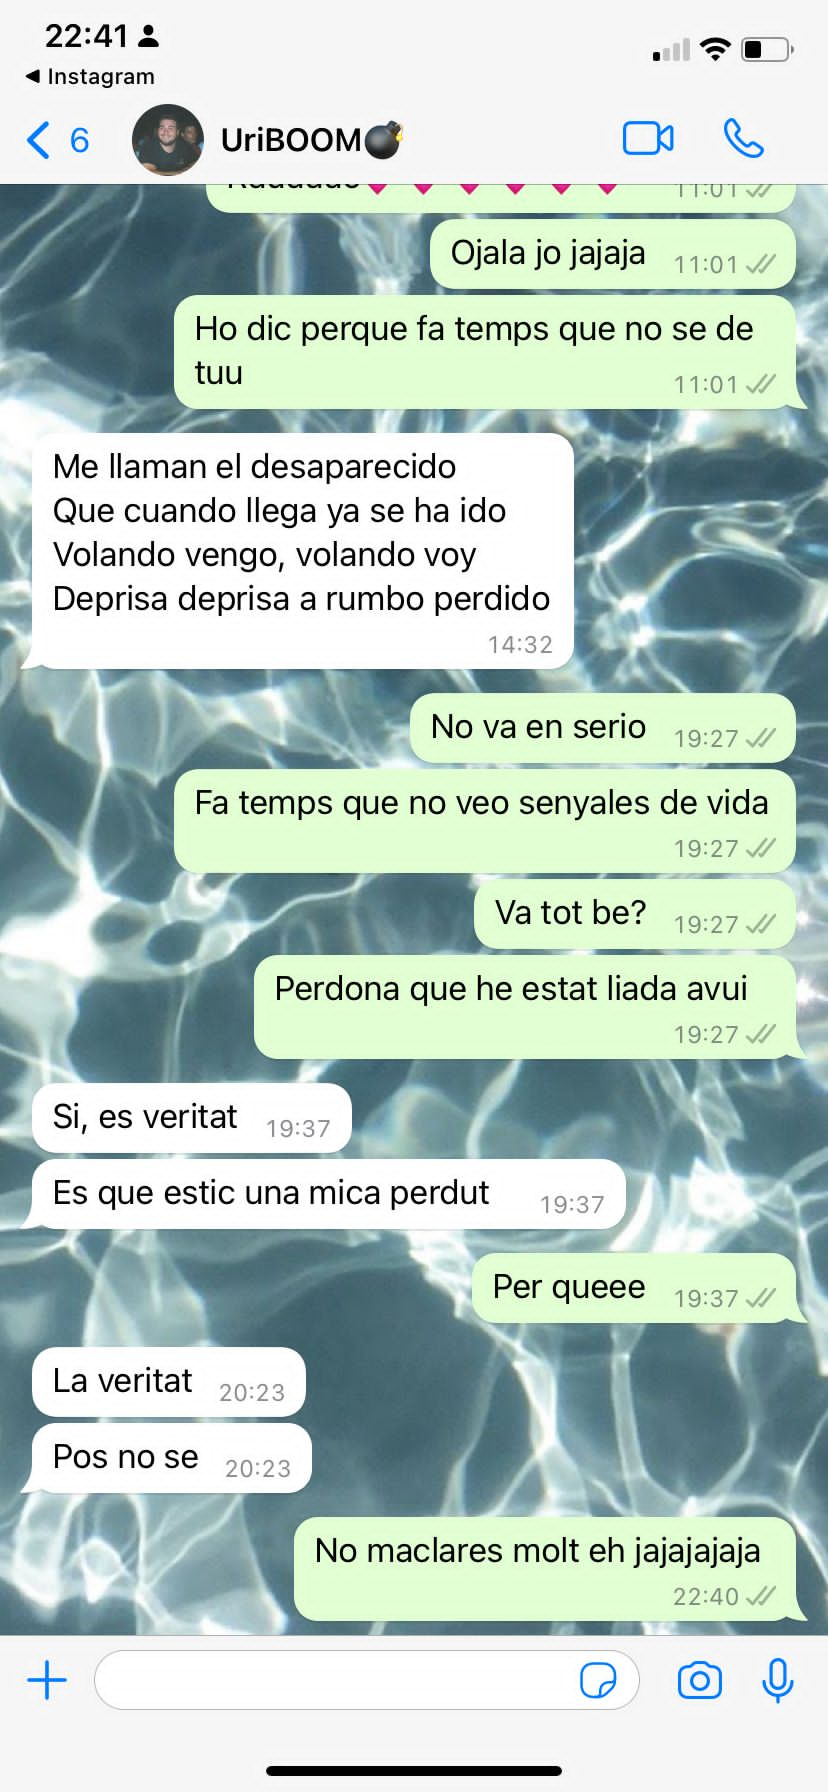 22:41
Instagram
6
UriBOOM💣
11:01
Ojala jo jajaja
11:01
Ho dic perque fa temps que no se de
tuu
11:01
Me llaman el desaparecido
Que cuando llega ya se ha ido
Volando vengo, volando voy
Deprisa deprisa a rumbo perdido
14:32
No va en serio
19:27
Fa temps que no veo senyales de vida
19:27
Va tot be?
19:27
Perdona que he estat liada avui
19:27
Si, es veritat
19:37
Es que estic una mica perdut
19:37
Per queee
19:37
La veritat
20:23
Pos no se
20:23
No maclares molt eh jajajajaja
22:40